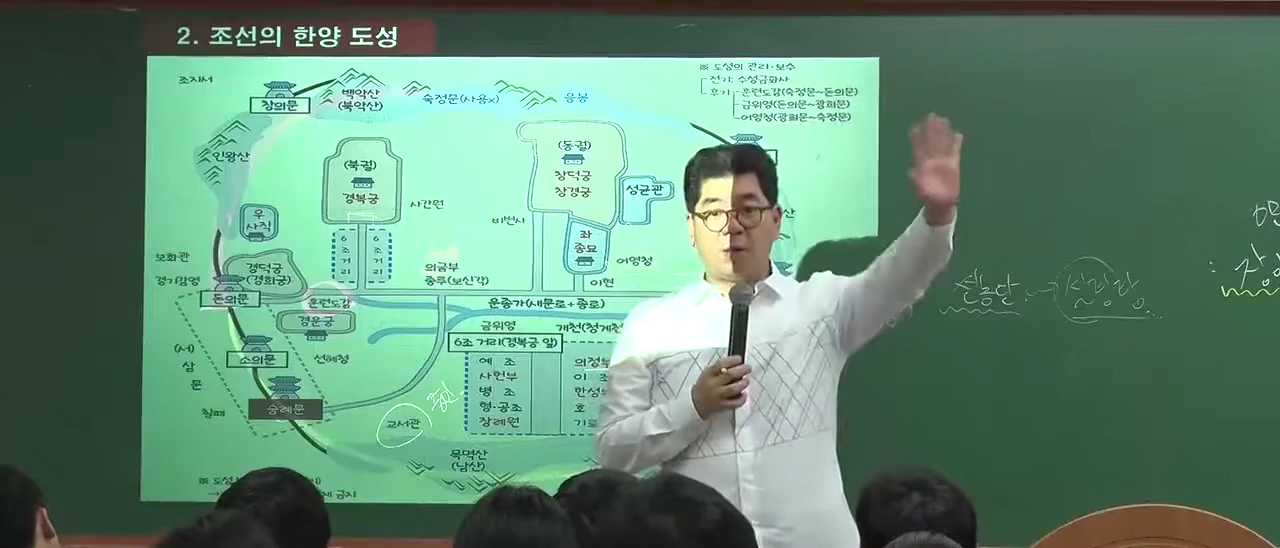 2. 조선의 한양 도성
조지서
창의문
백악산
(북악산)
숙정문(사용x)
응봉
※ 도성의 관리·보수
전기: 수성금화사
후기 훈련도감(숙정문~돈의문)
금위영(돈의문~광희문)
어영청(광희문~숙정문)
인왕산
(북궐)
경복궁
사간원
(동궐)
창덕궁
창경궁
성균관
우
사직
비변사
좌
종묘
어영청
이현
6
조
거
리
6
조
거
리
보화관
경기감영
경덕궁
(경희궁)
돈의문
의금부
종루(보신각)
훈련도감
경운궁
운종가(새문로+종로)
금위영
개천(청계천
6조 거리(경복궁 앞)
예 조
사헌부
병 조
형·공조
장례원
의정부
이 조
한성부
호
기로
(서)
삼
문
소의문
선혜청
숭례문
칠패
교서관
목멱산
(남산)
※ 도성
금지